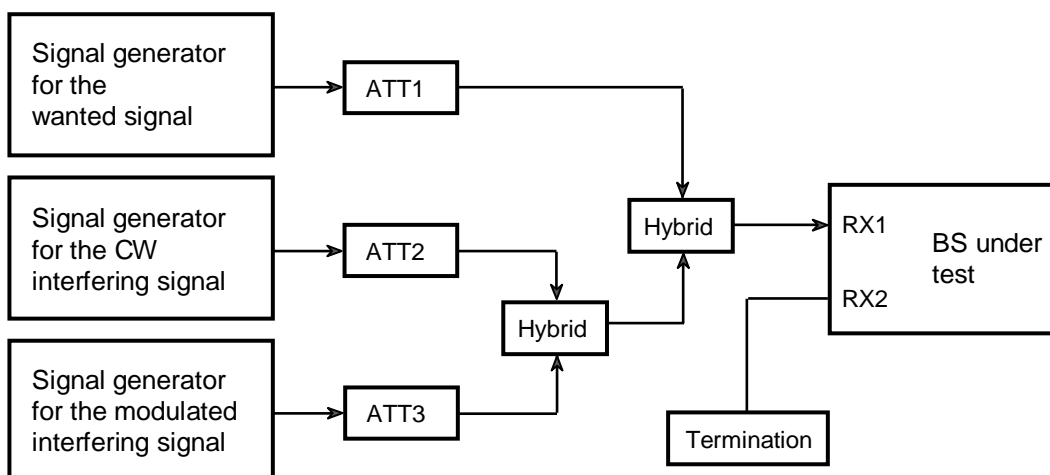 Signal generator
for the
wanted signal
ATT1
Signal generator
for the CW
interfering signal
ATT2
Hybrid
Hybrid
RX1
BS under
test
RX2
Signal generator
for the modulated
interfering signal
ATT3
Termination